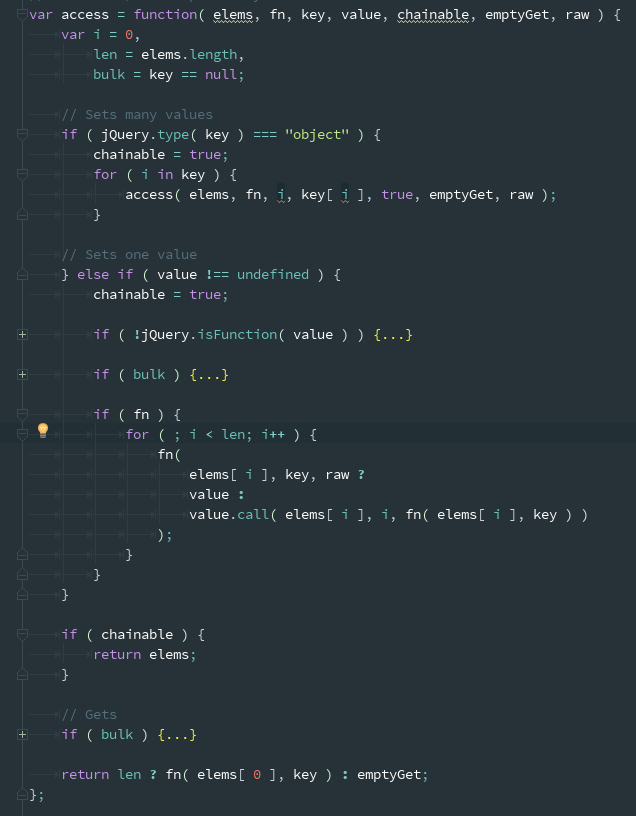 var access = function( elems, fn, key, value, chainable, emptyGet, raw ) {
var i = 0,
len = elems.length,
bulk = key == null;
// Sets many values
if ( jQuery.type( key ) === "object" ) {
chainable = true;
for ( i in key ) {
access( elems, fn, i, key[ i ], true, emptyGet, raw );
}
// Sets one value
} else if ( value !== undefined ) {
chainable = true;
if ( !jQuery.isFunction( value ) ) {...}
if ( bulk ) {...}
if ( fn ) {
for ( ; i < len; i++ ) {
fn(
elems[ i ], key, raw ?
value :
value.call( elems[ i ], i, fn( elems[ i ], key ) )
);
}
}
}
if ( chainable ) {
return elems;
}
// Gets
if ( bulk ) {...}
return len ? fn( elems[ 0 ], key ) : emptyGet;
};